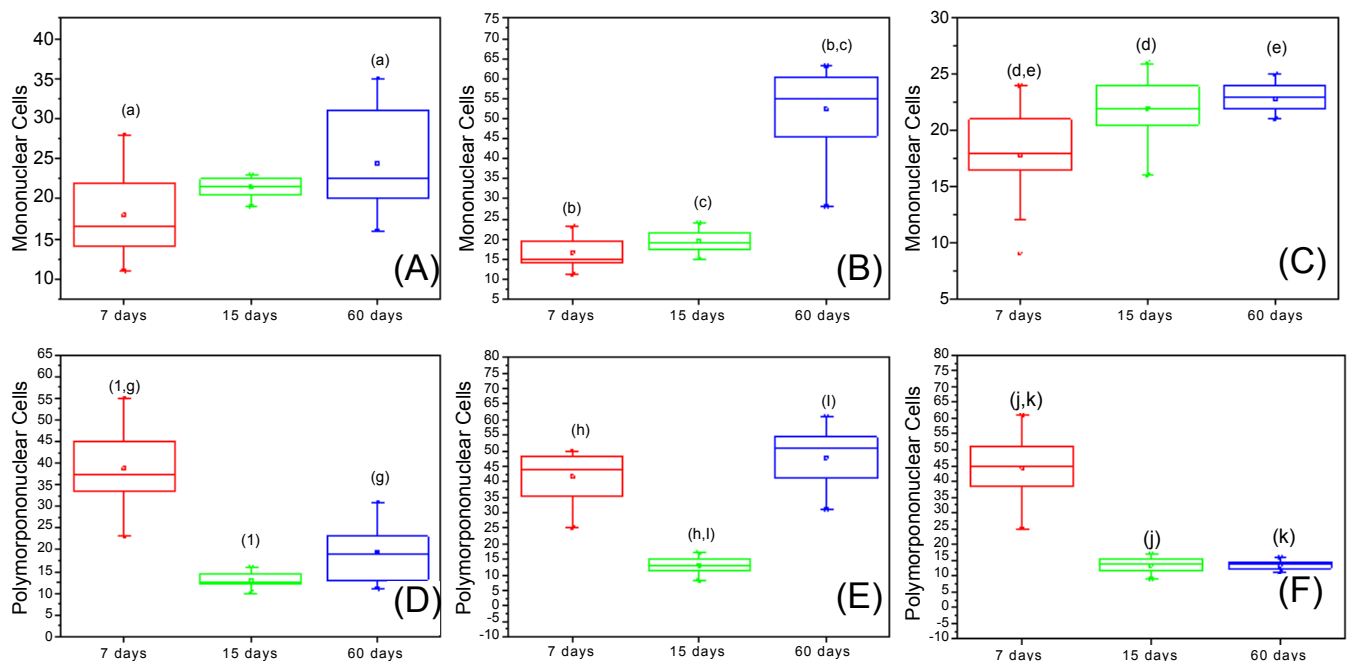 Mononuclear Cells
40
35
30
25
20
15
10
(a)
(a)
(A)
7 days 15 days 60 days
Mononuclear Cells
75
70
65
60
55
50
45
40
35
30
25
20
15
10
5
(b)
(c)
(b,c)
(B)
7 days 15 days 60 days
Mononuclear Cells
30
25
20
15
10
5
(d,e)
(d)
(e)
(C)
7 days 15 days 60 days
Polymorpononuclear Cells
65
60
55
50
45
40
35
30
25
20
15
10
5
0
(1,g)
(1)
(g)
(D)
7 days 15 days 60 days
Polymorpononuclear Cells
80
75
70
65
60
55
50
45
40
35
30
25
20
15
10
5
0
-5
-10
(h)
(h,I)
(I)
(E)
7 days 15 days 60 days
Polymorpononuclear Cells
80
75
70
65
60
55
50
45
40
35
30
25
20
15
10
5
0
-5
-10
(j,k)
(j)
(k)
(F)
7 days 15 days 60 days